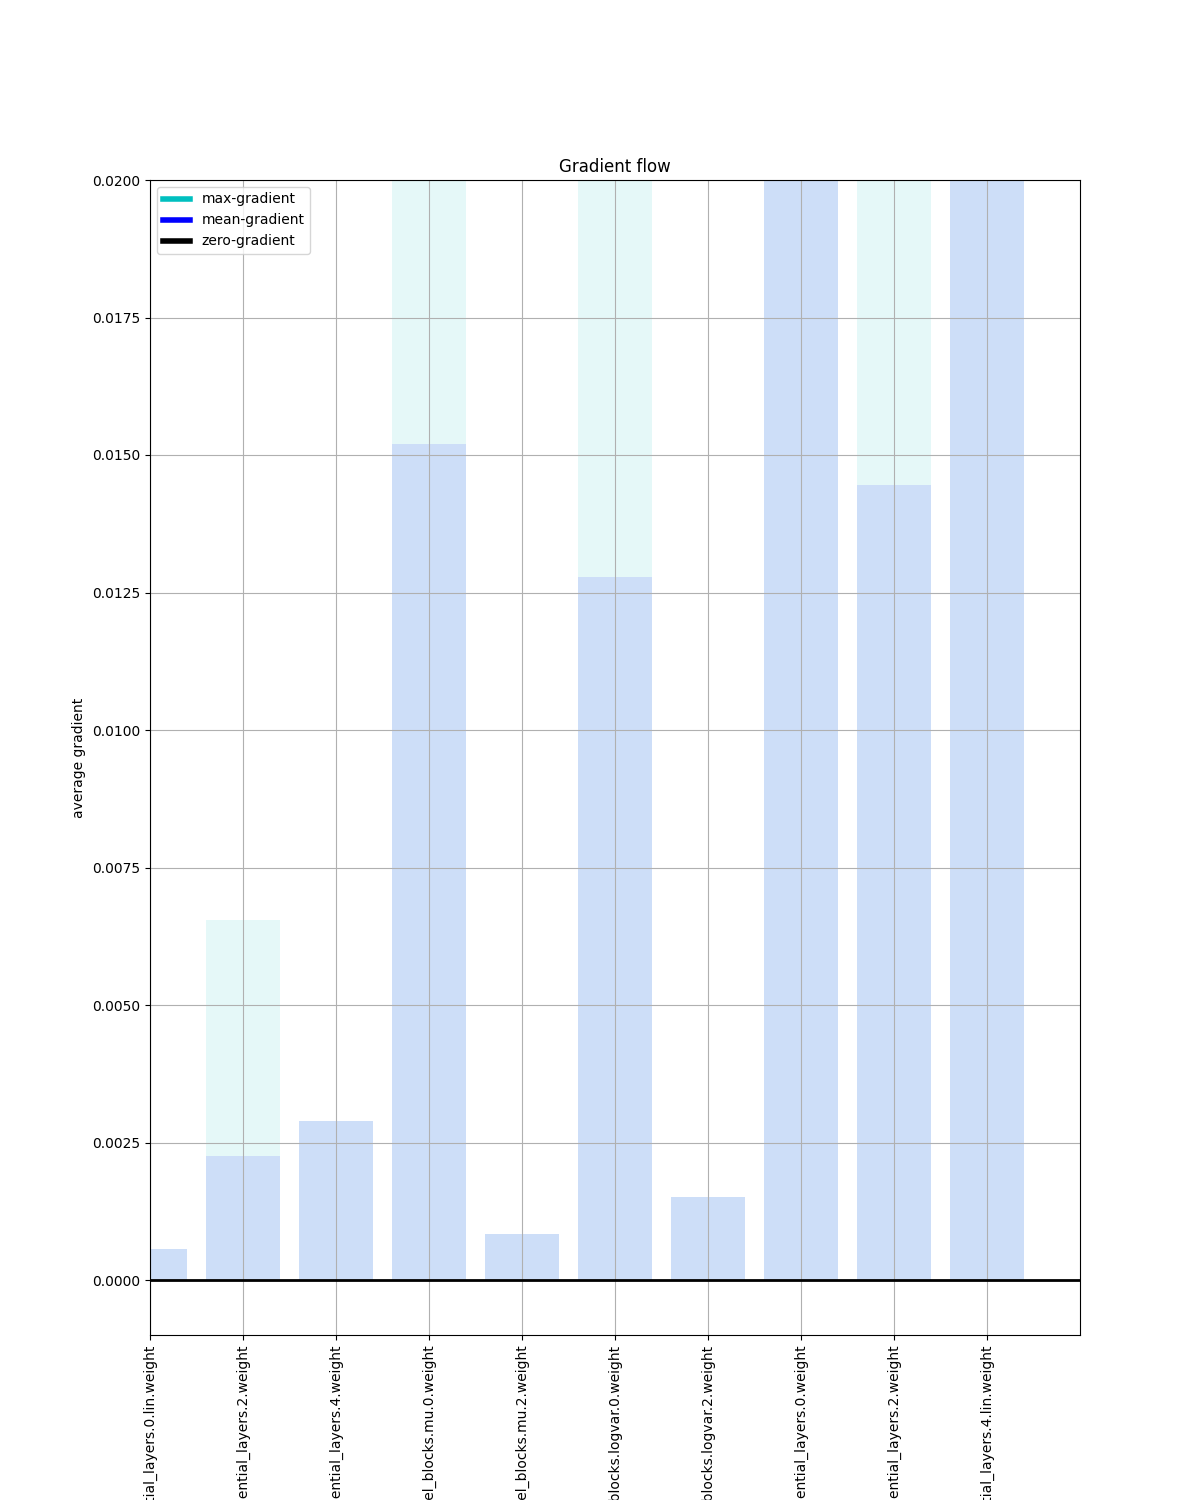 Gradient flow
max-gradient
mean-gradient
zero-gradient
0.0200
0.0175
0.0150
0.0125
0.0100
0.0075
0.0050
0.0025
0.0000
average gradient
tial_layers.0.lin.weight
ential_layers.2.weight
ential_layers.4.weight
el_blocks.mu.0.weight
el_blocks.mu.2.weight
blocks.logvar.0.weight
blocks.logvar.2.weight
ential_layers.0.weight
ential_layers.2.weight
tial_layers.4.lin.weight